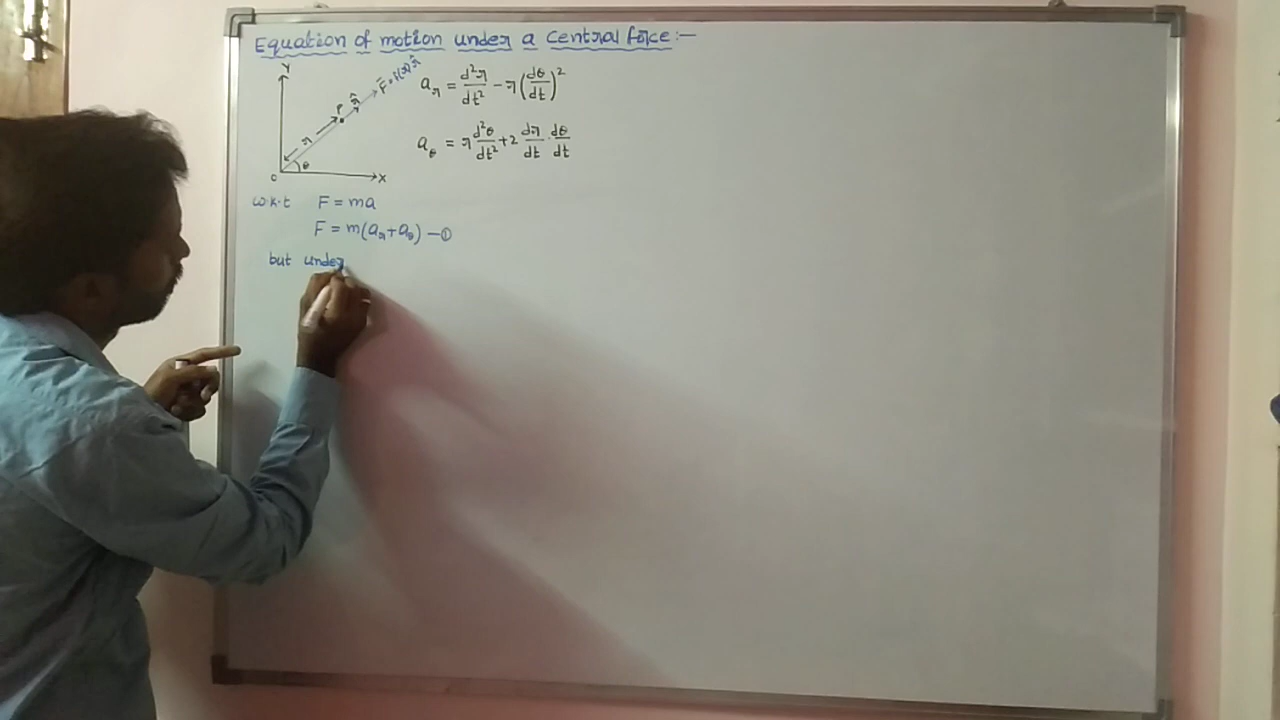 Equation of motion under a central force:-
Y
F̄ = f(r) r̂
r̂
P
r
θ
O
X
a_r = d²r/dt² - r(dθ/dt)²
a_θ = r d²θ/dt² + 2 dr/dt · dθ/dt
w.k.t F = ma
F = m(a_r + a_θ) —①
but under